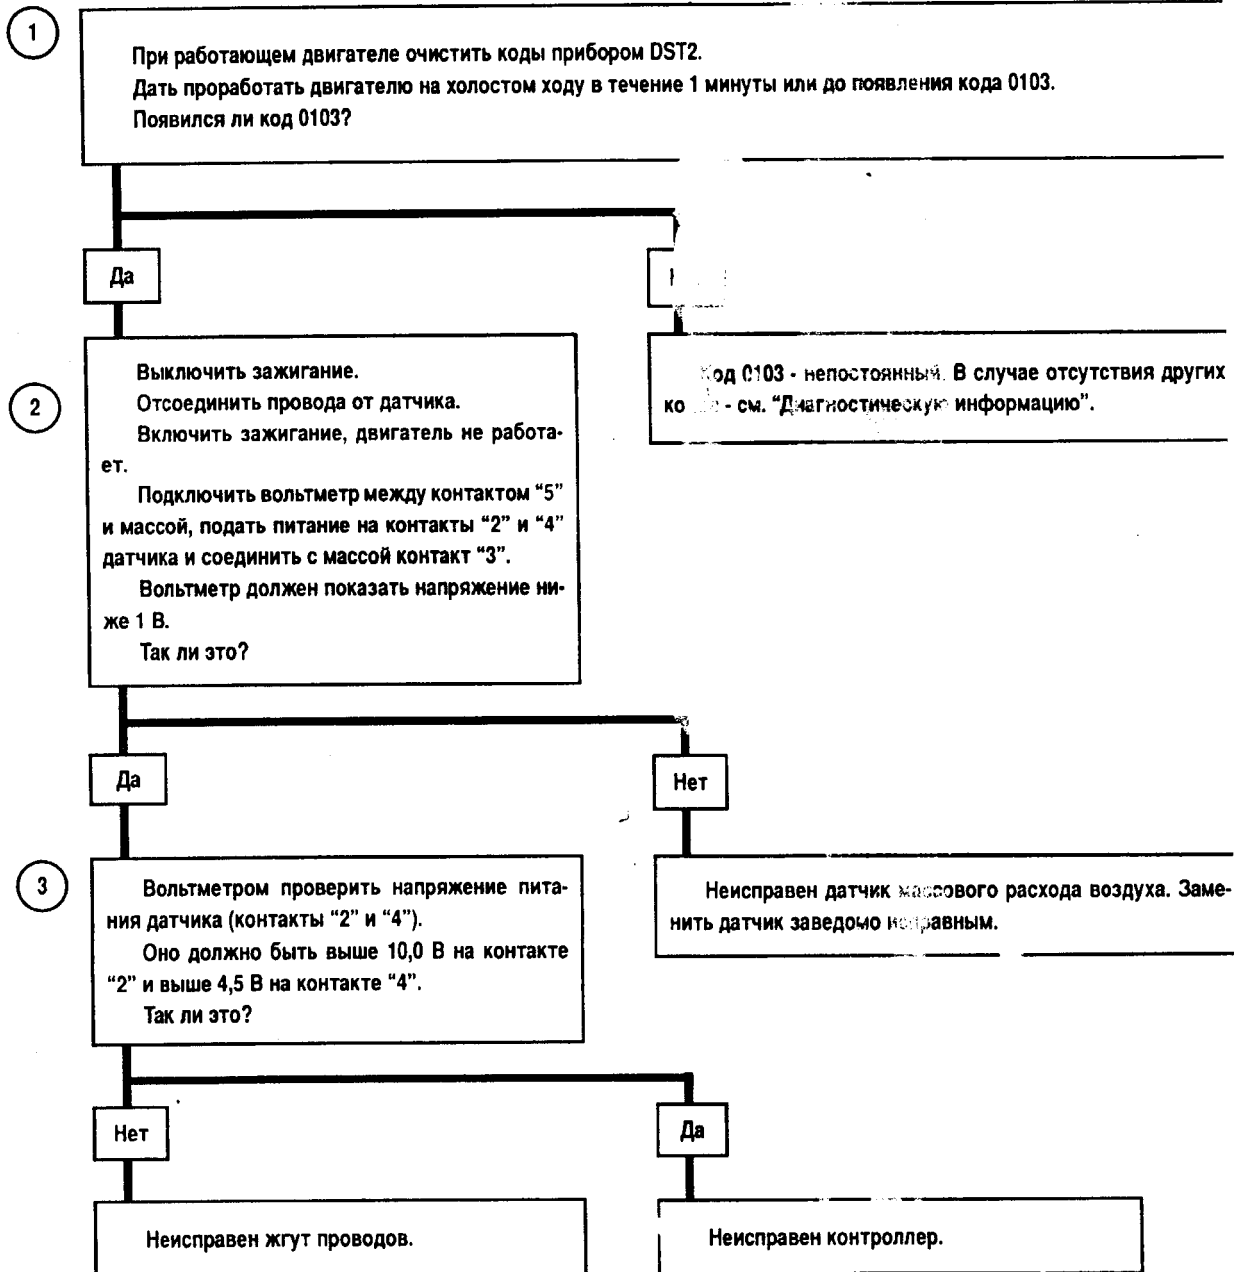 1
При работающем двигателе очистить коды прибором DST2.
Дать проработать двигателю на холостом ходу в течение 1 минуты или до появления кода 0103.
Появился ли код 0103?
Да
2
Выключить зажигание.
Отсоединить провода от датчика.
Включить зажигание, двигатель не работа-
ет.
Подключить вольтметр между контактом “5”
и массой, подать питание на контакты “2” и “4”
датчика и соединить с массой контакт “3”.
Вольтметр должен показать напряжение ни-
же 1 В.
Так ли это?
0103 - непостоянный. В случае отсутствия других
- см. “Диагностическую информацию”.
Да
Нет
3
Вольтметром проверить напряжение пита-
ния датчика (контакты “2” и “4”).
Оно должно быть выше 10,0 В на контакте
“2” и выше 4,5 В на контакте “4”.
Так ли это?
Неисправен датчик массового расхода воздуха. Заме-
нить датчик заведомо исправным.
Нет
Да
Неисправен жгут проводов.
Неисправен контроллер.